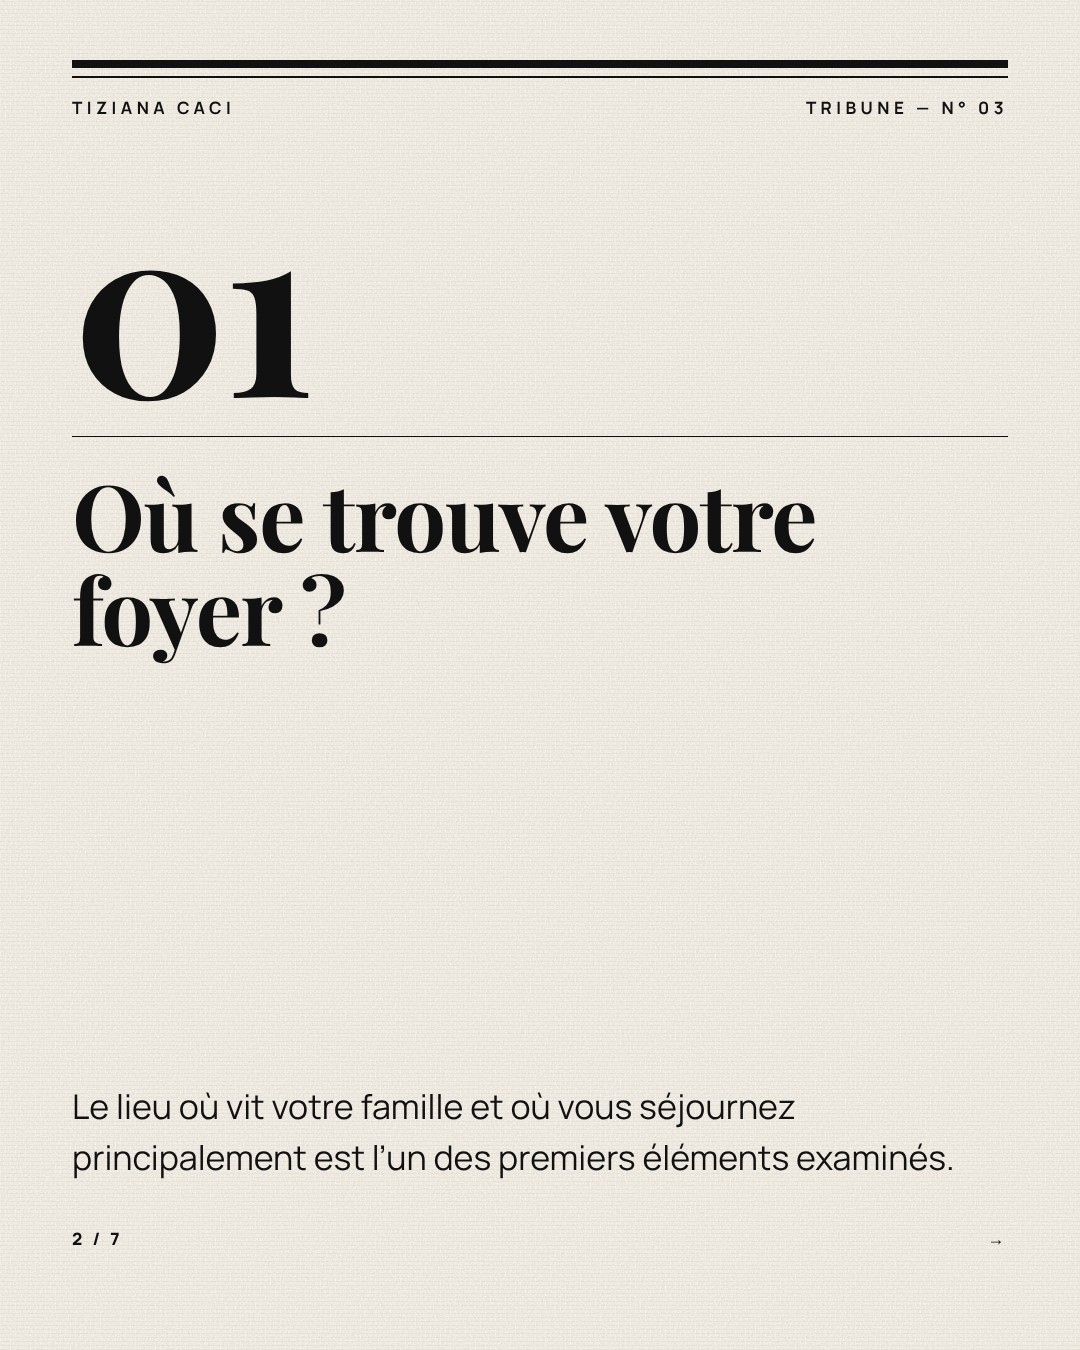 TIZIANA CACI
TRIBUNE — N° 03
01
Où se trouve votre
foyer ?
Le lieu où vit votre famille et où vous séjournez
principalement est l’un des premiers éléments examinés.
2 / 7
→